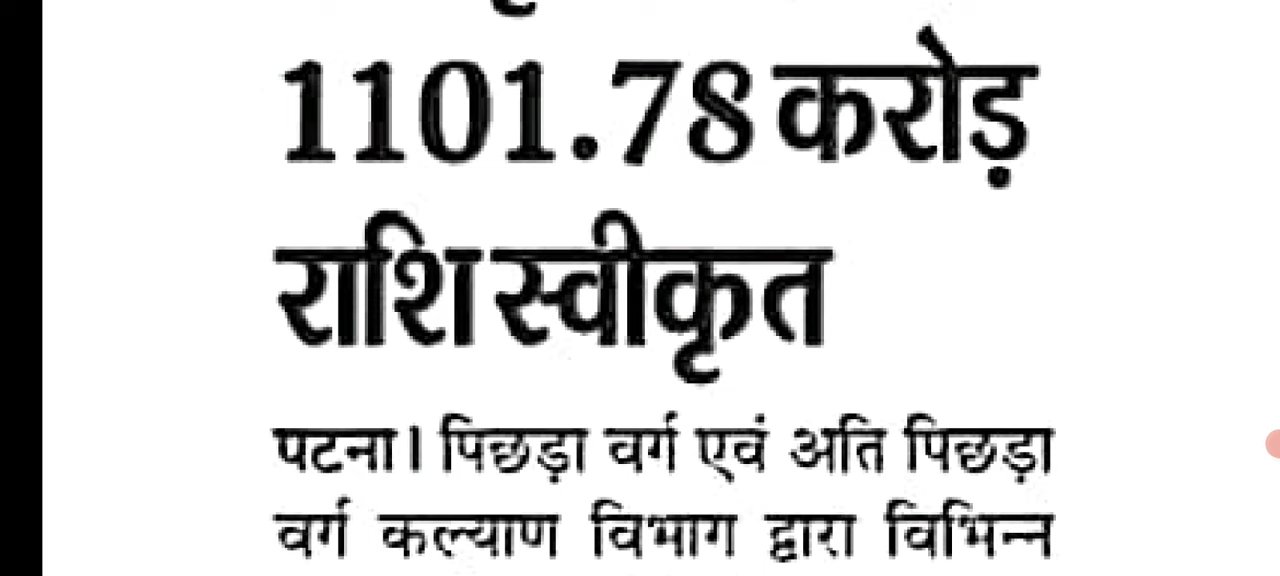 1101.78 करोड़
राशि स्वीकृत
पटना। पिछड़ा वर्ग एवं अति पिछड़ा
वर्ग कल्याण विभाग द्वारा विभिन्न